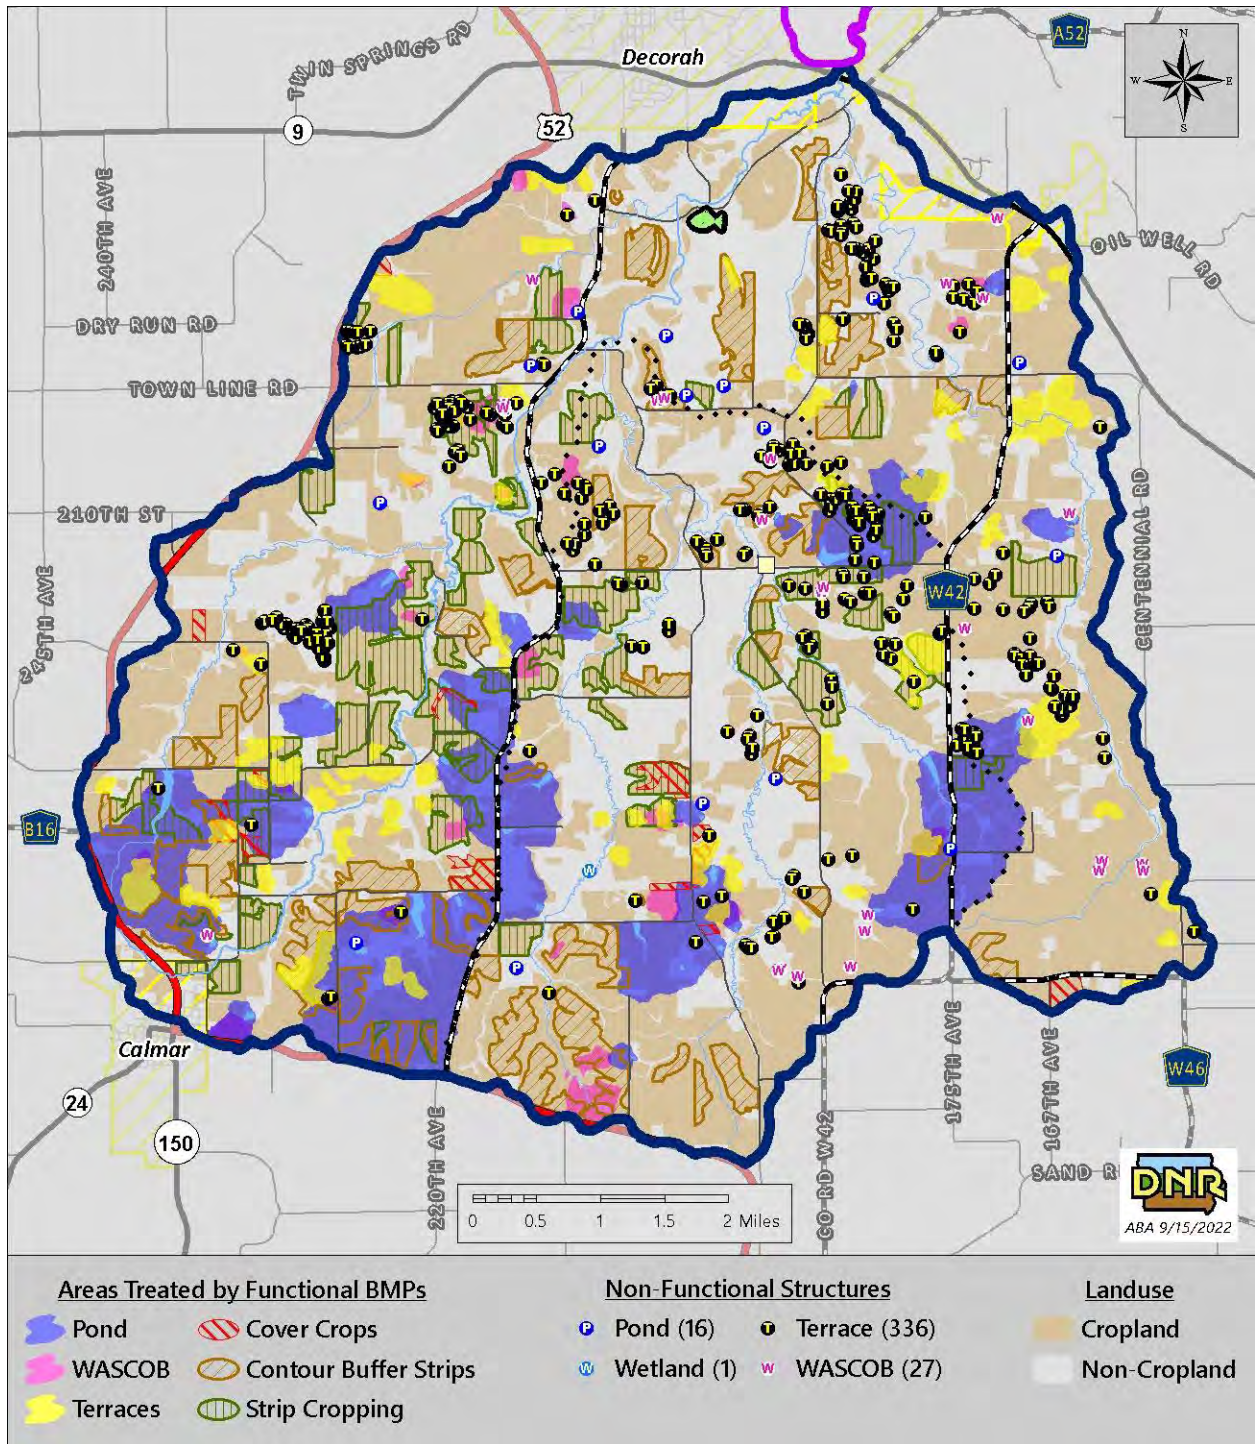 TWIN SPRINGS RD
Decorah
A52
N
W E
S
9
52
240TH AVE
OIL WELL RD
DRY RUN RD
TOWN LINE RD
210TH ST
CENTENNIAL RD
245TH AVE
W42
B16
Calmar
24
150
220TH AVE
CO RD W42
175TH AVE
167TH AVE
W46
DNR
ABA 9/15/2022
0 0.5 1 1.5 2 Miles
Areas Treated by Functional BMPs
Pond
WASCOB
Terraces
Cover Crops
Contour Buffer Strips
Strip Cropping
Non-Functional Structures
P Pond (16)
W Wetland (1)
T Terrace (336)
W WASCOB (27)
Landuse
Cropland
Non-Cropland